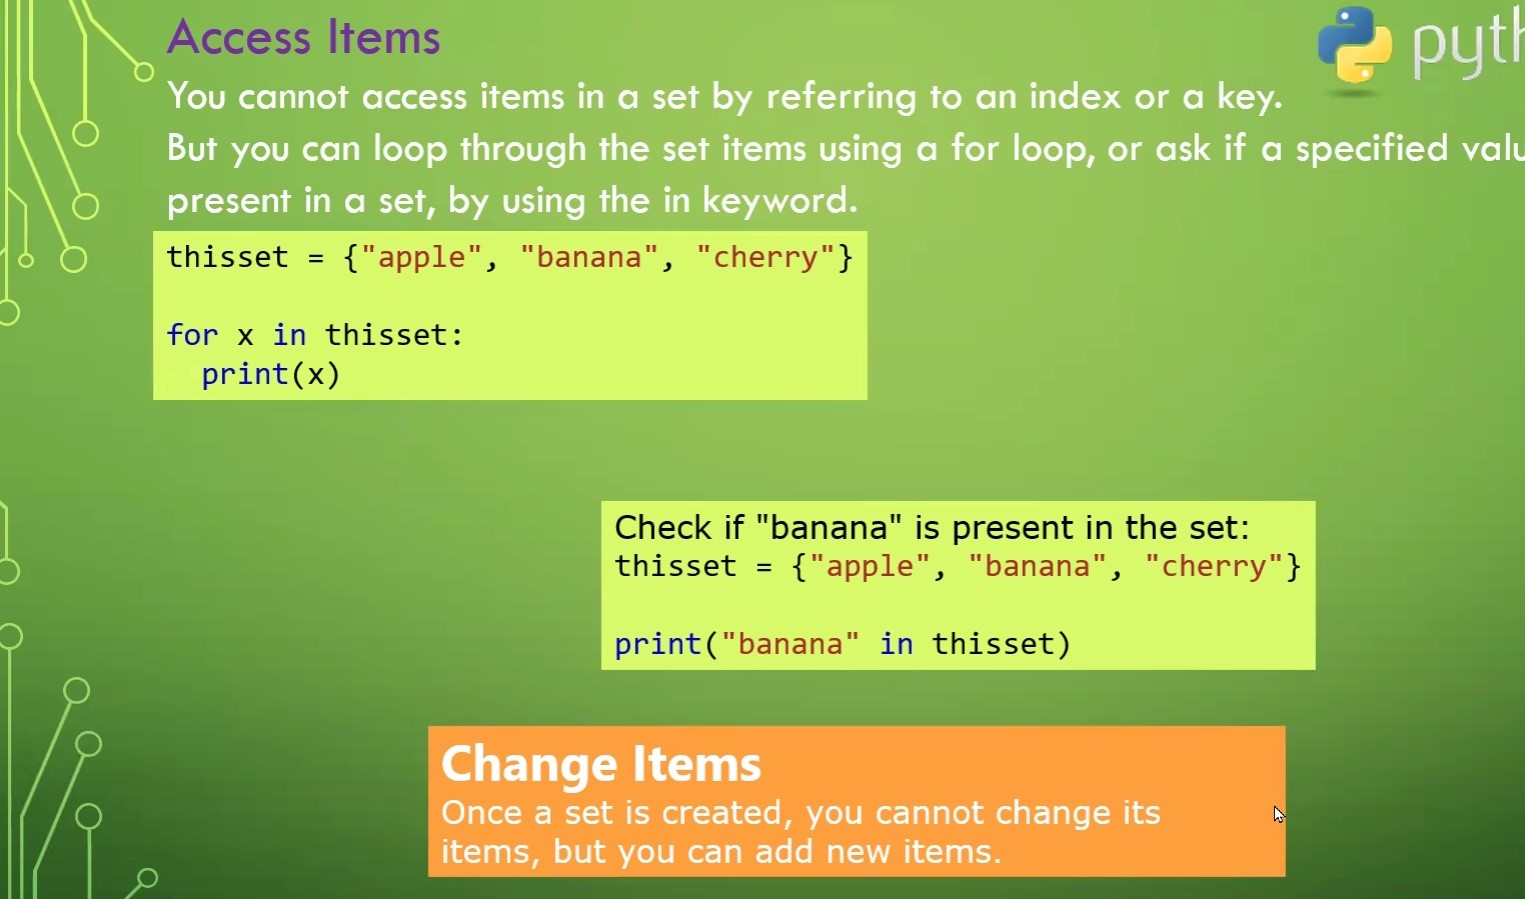 Access Items
You cannot access items in a set by referring to an index or a key.
But you can loop through the set items using a for loop, or ask if a specified
present in a set, by using the in keyword.
thisset = {"apple", "banana", "cherry"}
for x in thisset:
  print(x)
Check if "banana" is present in the set:
thisset = {"apple", "banana", "cherry"}
print("banana" in thisset)
Change Items
Once a set is created, you cannot change its
items, but you can add new items.